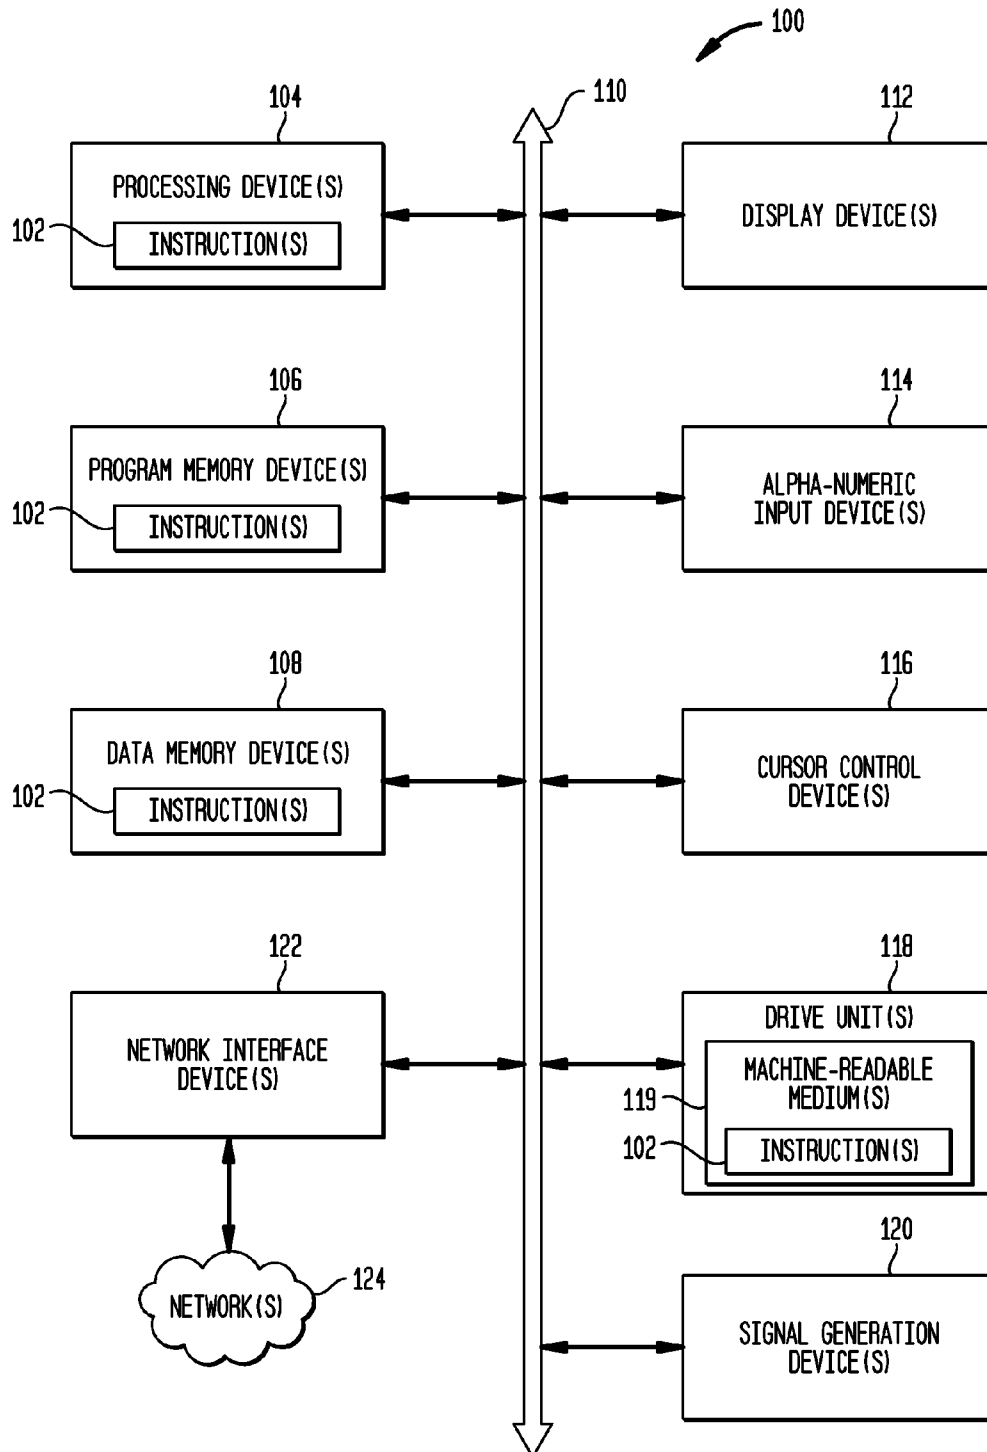 100
110
104
PROCESSING DEVICE(S)
102
INSTRUCTION(S)
112
DISPLAY DEVICE(S)
106
PROGRAM MEMORY DEVICE(S)
102
INSTRUCTION(S)
114
ALPHA-NUMERIC
INPUT DEVICE(S)
108
DATA MEMORY DEVICE(S)
102
INSTRUCTION(S)
116
CURSOR CONTROL
DEVICE(S)
122
NETWORK INTERFACE
DEVICE(S)
118
DRIVE UNIT(S)
MACHINE-READABLE
MEDIUM(S)
119
102
INSTRUCTION(S)
124
NETWORK(S)
120
SIGNAL GENERATION
DEVICE(S)